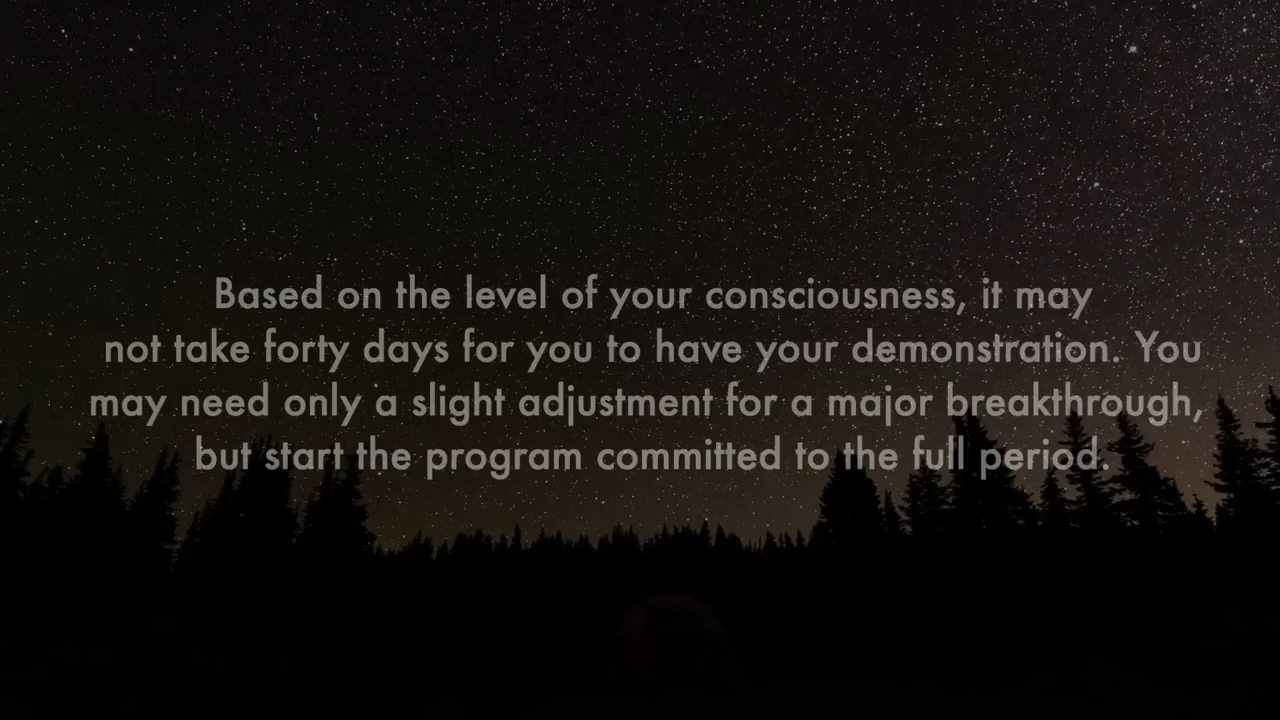 Based on the level of your consciousness, it may
not take forty days for you to have your demonstration. You
may need only a slight adjustment for a major breakthrough,
but start the program committed to the full period.